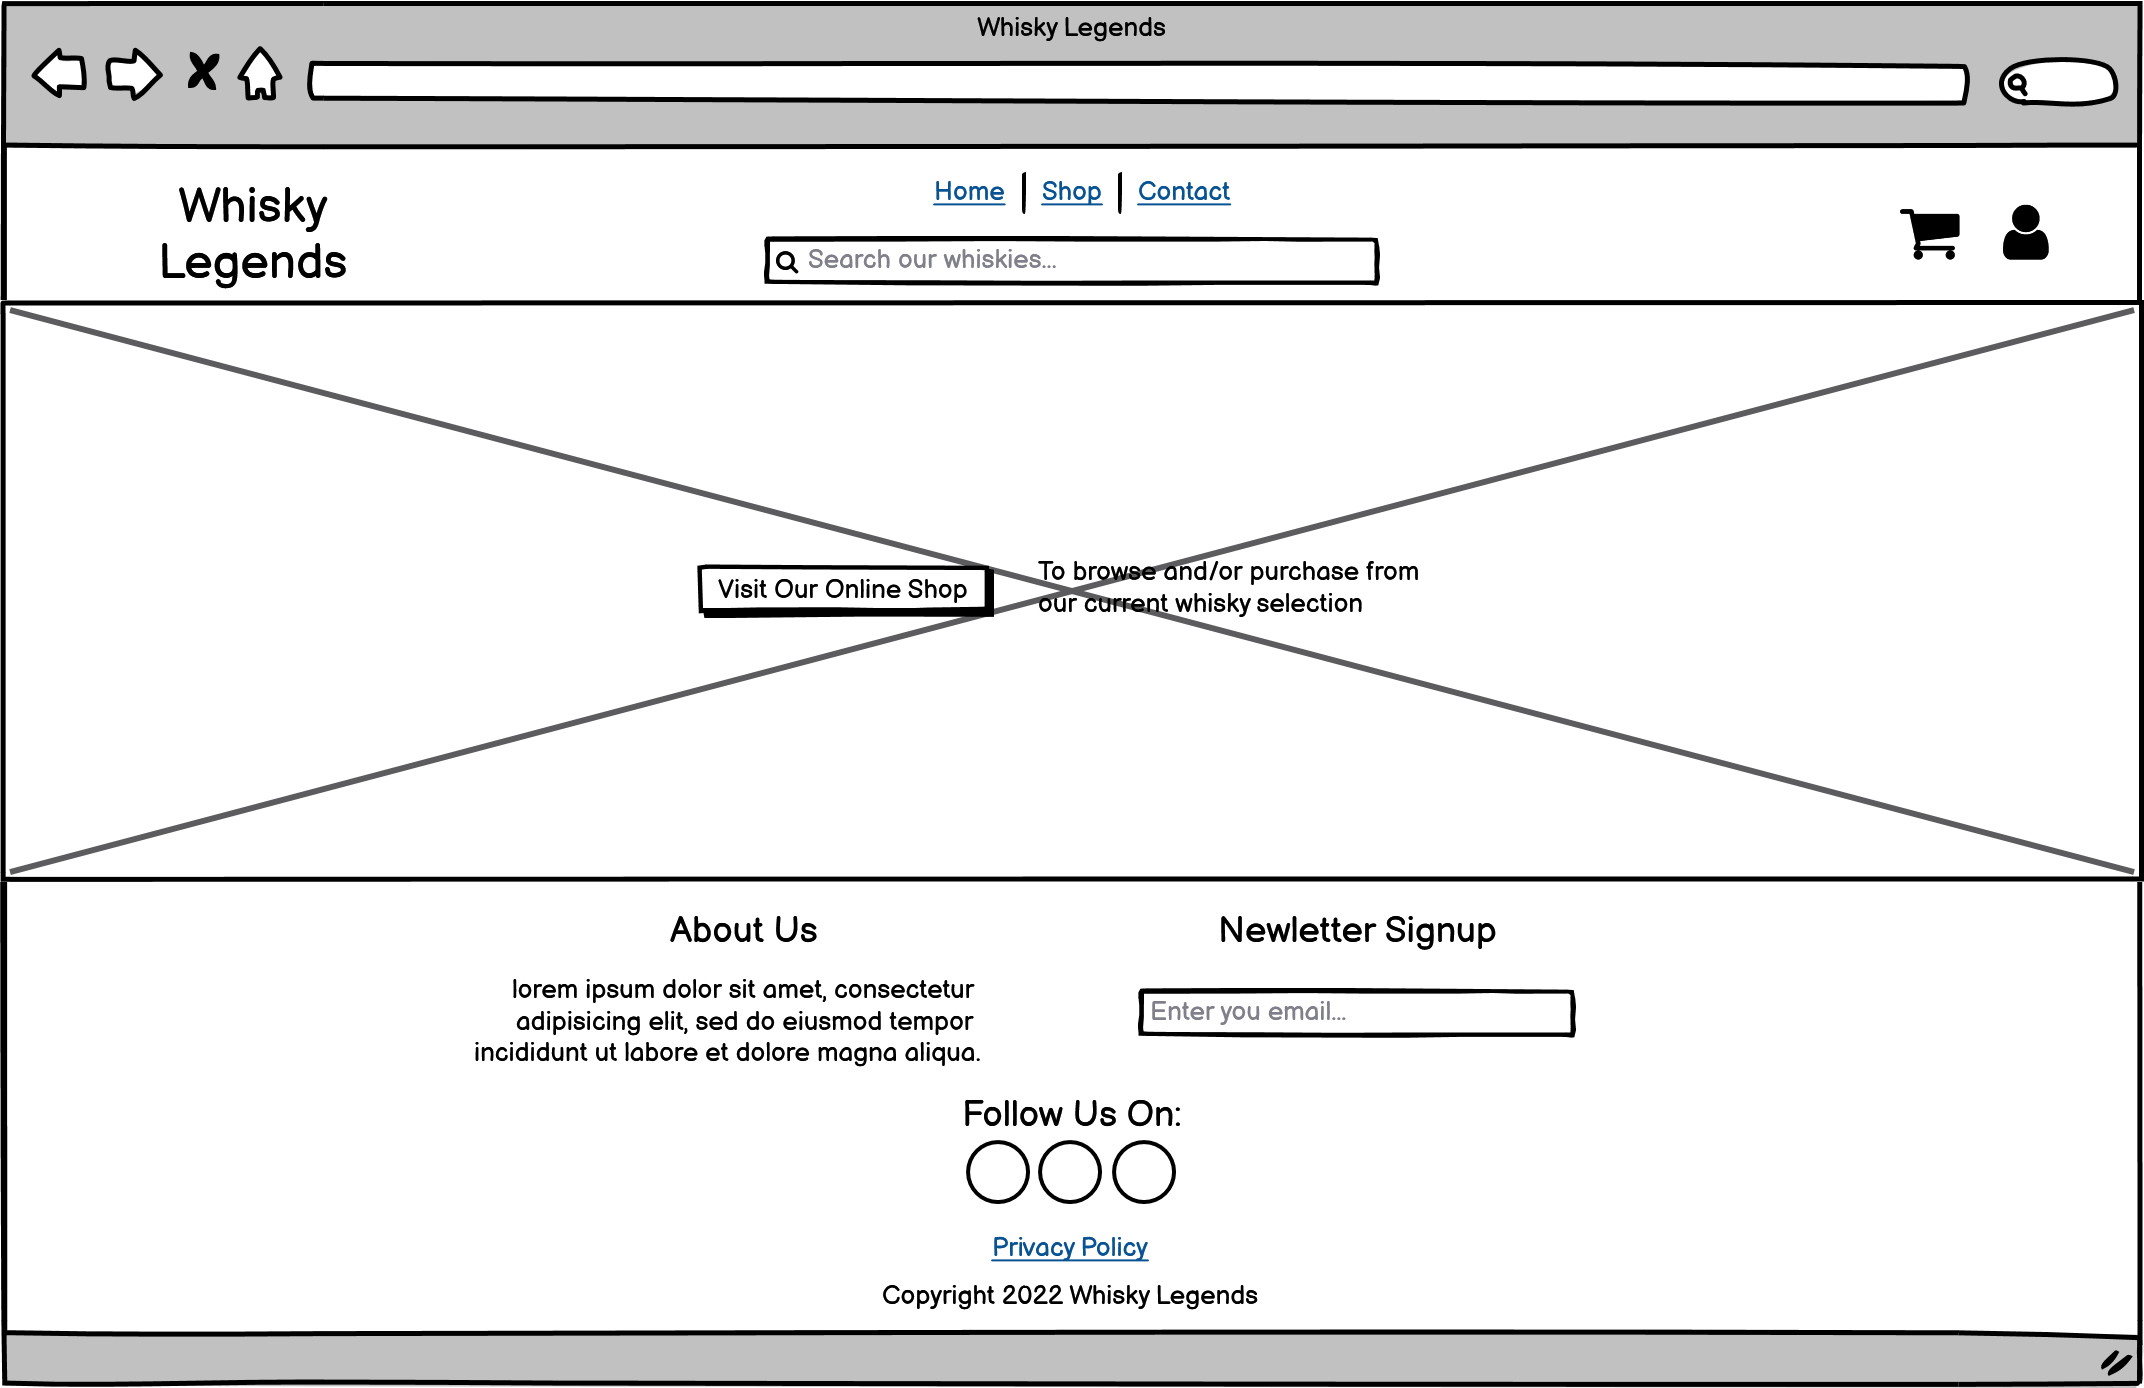 Whisky Legends
Whisky
Legends
Home | Shop | Contact
Search our whiskies...
Visit Our Online Shop
To browse and/or purchase from
our current whisky selection
About Us
lorem ipsum dolor sit amet, consectetur
adipisicing elit, sed do eiusmod tempor
incididunt ut labore et dolore magna aliqua.
Newletter Signup
Enter you email...
Follow Us On:
Privacy Policy
Copyright 2022 Whisky Legends